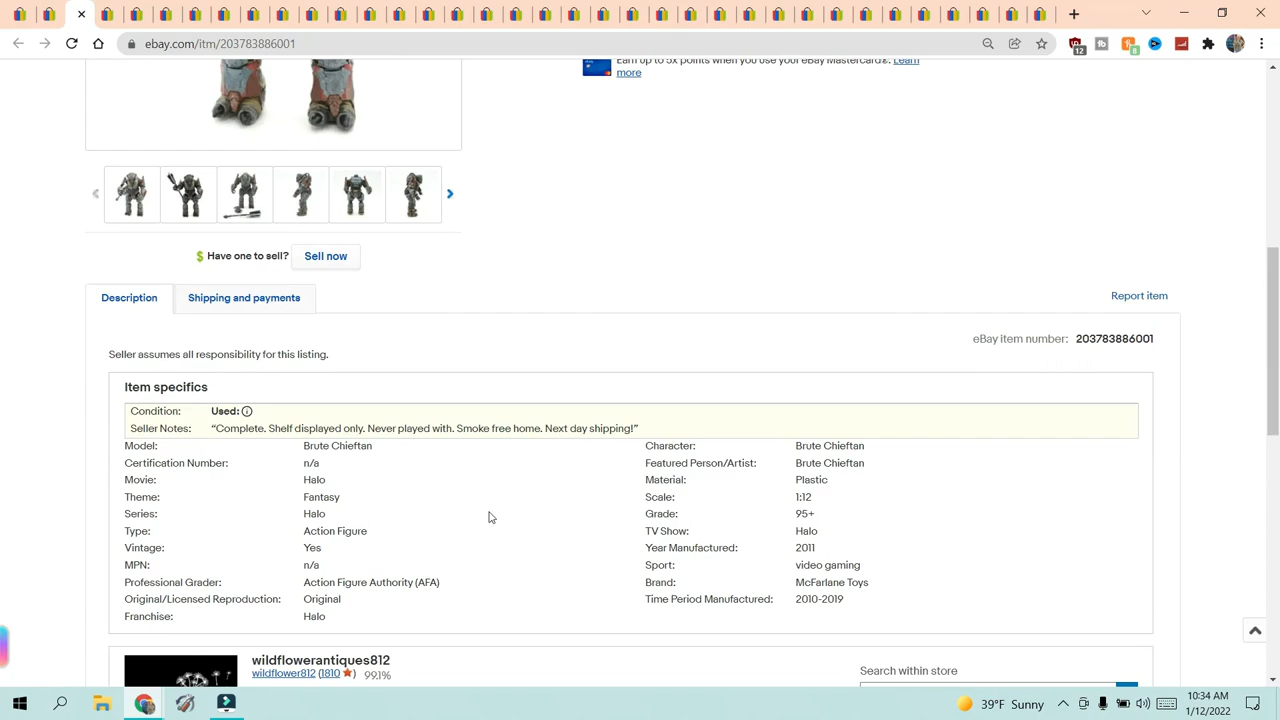 ebay.com/itm/203783886001
12
8
Earn up to 5x points when you use your eBay Mastercard®. Learn
more
Have one to sell? Sell now
Description
Shipping and payments
Report item
eBay item number: 203783886001
Seller assumes all responsibility for this listing.
Item specifics
Condition: Used:
Seller Notes: “Complete. Shelf displayed only. Never played with. Smoke free home. Next day shipping!”
Model: Brute Chieftan Character: Brute Chieftan
Certification Number: n/a Featured Person/Artist: Brute Chieftan
Movie: Halo Material: Plastic
Theme: Fantasy Scale: 1:12
Series: Halo Grade: 95+
Type: Action Figure TV Show: Halo
Vintage: Yes Year Manufactured: 2011
MPN: n/a Sport: video gaming
Professional Grader: Action Figure Authority (AFA) Brand: McFarlane Toys
Original/Licensed Reproduction: Original Time Period Manufactured: 2010-2019
Franchise: Halo
wildflowerantiques812
wildflower812 (1810 ) 99.1%
Search within store
39°F Sunny
10:34 AM
1/12/2022